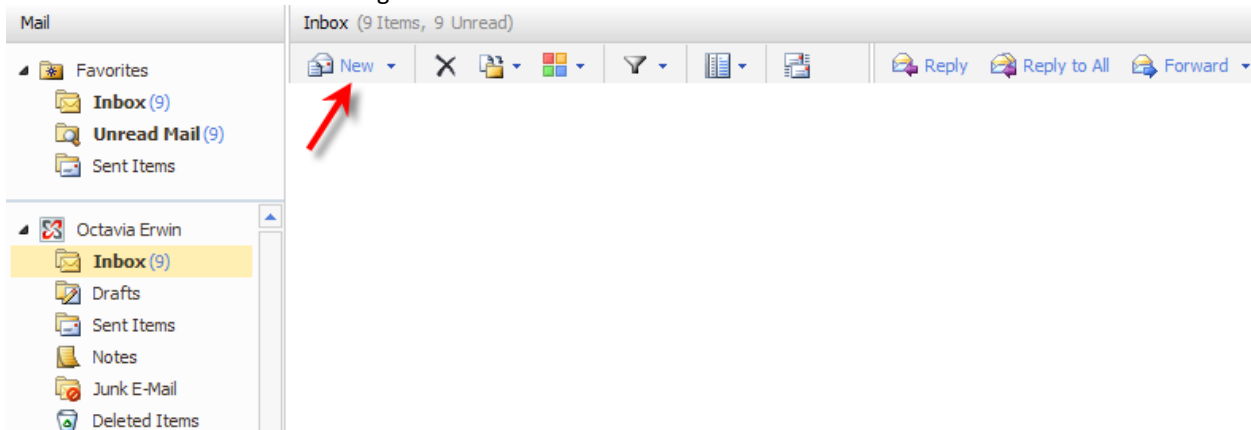 Mail
Inbox (9 Items, 9 Unread)
New
Reply
Reply to All
Forward
Favorites
Inbox (9)
Unread Mail (9)
Sent Items
Octavia Erwin
Inbox (9)
Drafts
Sent Items
Notes
Junk E-Mail
Deleted Items